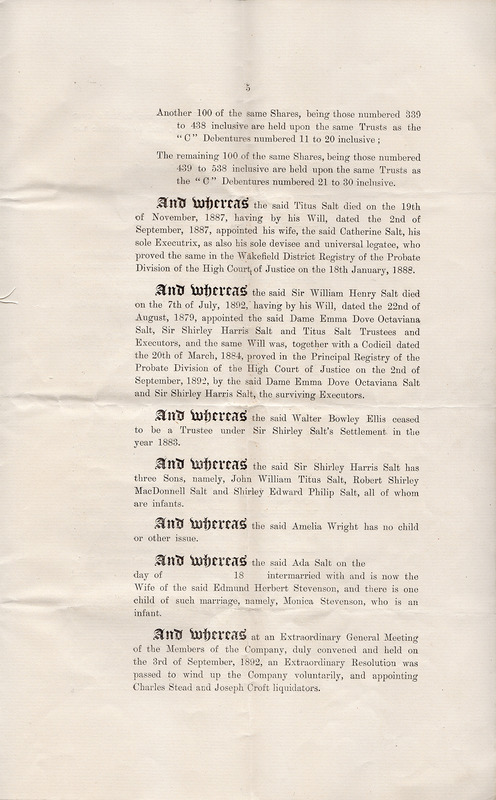 5
Another 100 of the same Shares, being those numbered 339
to 438 inclusive are held upon the same Trusts as the
"C" Debentures numbered 11 to 20 inclusive;
The remaining 100 of the same Shares, being those numbered
439 to 538 inclusive are held upon the same Trusts as
the "C" Debentures numbered 21 to 30 inclusive.
And whereas the said Titus Salt died on the 19th
of November, 1887, having by his Will, dated the 2nd of
September, 1887, appointed his wife, the said Catherine Salt, his
sole Executrix, as also his sole devisee and universal legatee, who
proved the same in the Wakefield District Registry of the Probate
Division of the High Court, of Justice on the 18th January, 1888.
And whereas the said Sir William Henry Salt died
on the 7th of July, 1892, having by his Will, dated the 22nd of
August, 1879, appointed the said Dame Emma Dove Octaviana
Salt, Sir Shirley Harris Salt and Titus Salt Trustees and
Executors, and the same Will was, together with a Codicil dated
the 20th of March, 1884, proved in the Principal Registry of the
Probate Division of the High Court of Justice on the 2nd of
September, 1892, by the said Dame Emma Dove Octaviana Salt
and Sir Shirley Harris Salt, the surviving Executors.
And whereas the said Walter Bowley Ellis ceased
to be a Trustee under Sir Shirley Salt's Settlement in the
year 1883.
And whereas the said Sir Shirley Harris Salt has
three Sons, namely, John William Titus Salt, Robert Shirley
MacDonnell Salt and Shirley Edward Philip Salt, all of whom
are infants.
And whereas the said Amelia Wright has no child
or other issue.
And whereas the said Ada Salt on the
day of 18 intermarried with and is now the
Wife of the said Edmund Herbert Stevenson, and there is one
child of such marriage, namely, Monica Stevenson, who is an
infant.
And whereas at an Extraordinary General Meeting
of the Members of the Company, duly convened and held on
the 3rd of September, 1892, an Extraordinary Resolution was
passed to wind up the Company voluntarily, and appointing
Charles Stead and Joseph Croft liquidators.